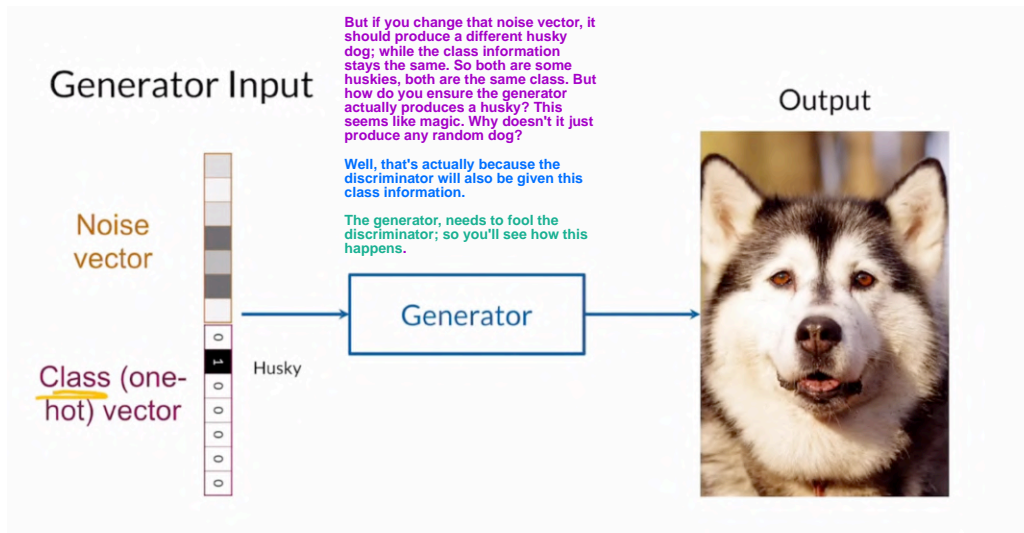 But if you change that noise vector, it
should produce a different husky
dog; while the class information
stays the same. So both are some
huskies, both are the same class. But
how do you ensure the generator
actually produces a husky? This
seems like magic. Why doesn't it just
produce any random dog?
Well, that's actually because the
discriminator will also be given this
class information.
The generator, needs to fool the
discriminator; so you'll see how this
happens.
Generator Input
Output
Noise
vector
Generator
0
1
0
0
0
0
0
Husky
Class (one-
hot) vector